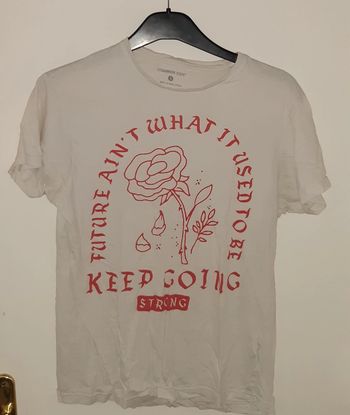 FUTURE AIN'T WHAT IT USED TO BE
KEEP GOING
STRONG